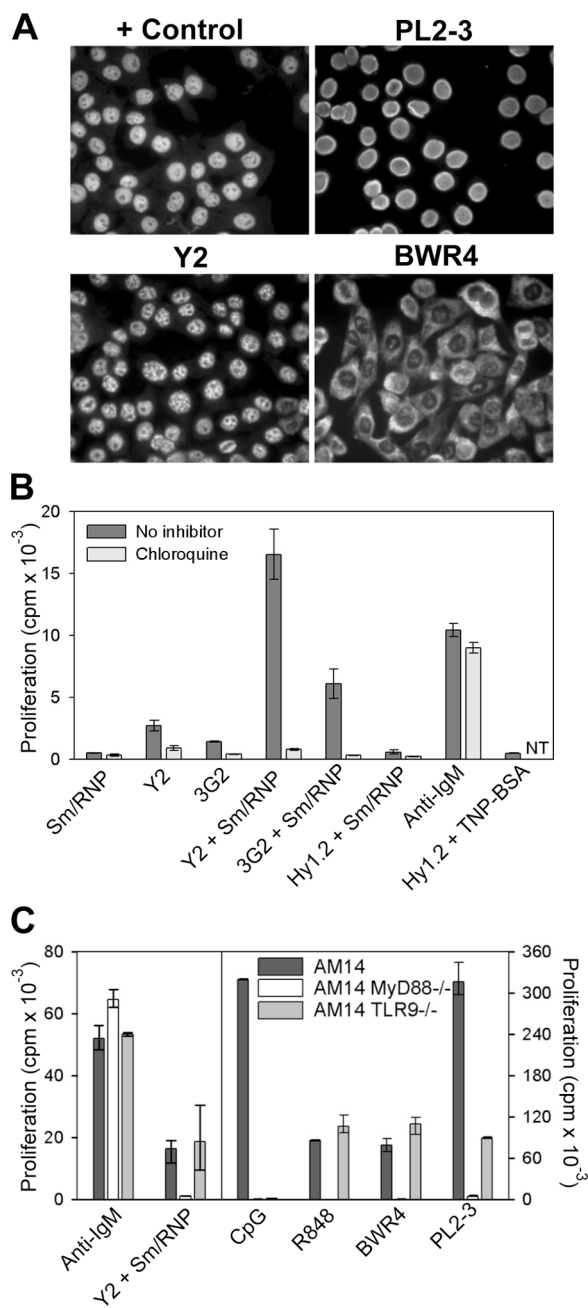 A
+ Control
PL2-3
Y2
BWR4
B
Proliferation (cpm x 10-3)
20
15
10
5
0
No inhibitor
Chloroquine
NT
Sm/RNP
Y2
3G2
Y2 + Sm/RNP
3G2 + Sm/RNP
Hy1.2 + Sm/RNP
Anti-IgM
Hy1.2 + TNP-BSA
C
Proliferation (cpm x 10-3)
80
60
40
20
0
AM14
AM14 MyD88-/-
AM14 TLR9-/-
360
300
240
180
120
60
0
Proliferation (cpm x 10-3)
Anti-IgM
Y2 + Sm/RNP
CpG
R848
BWR4
PL2-3